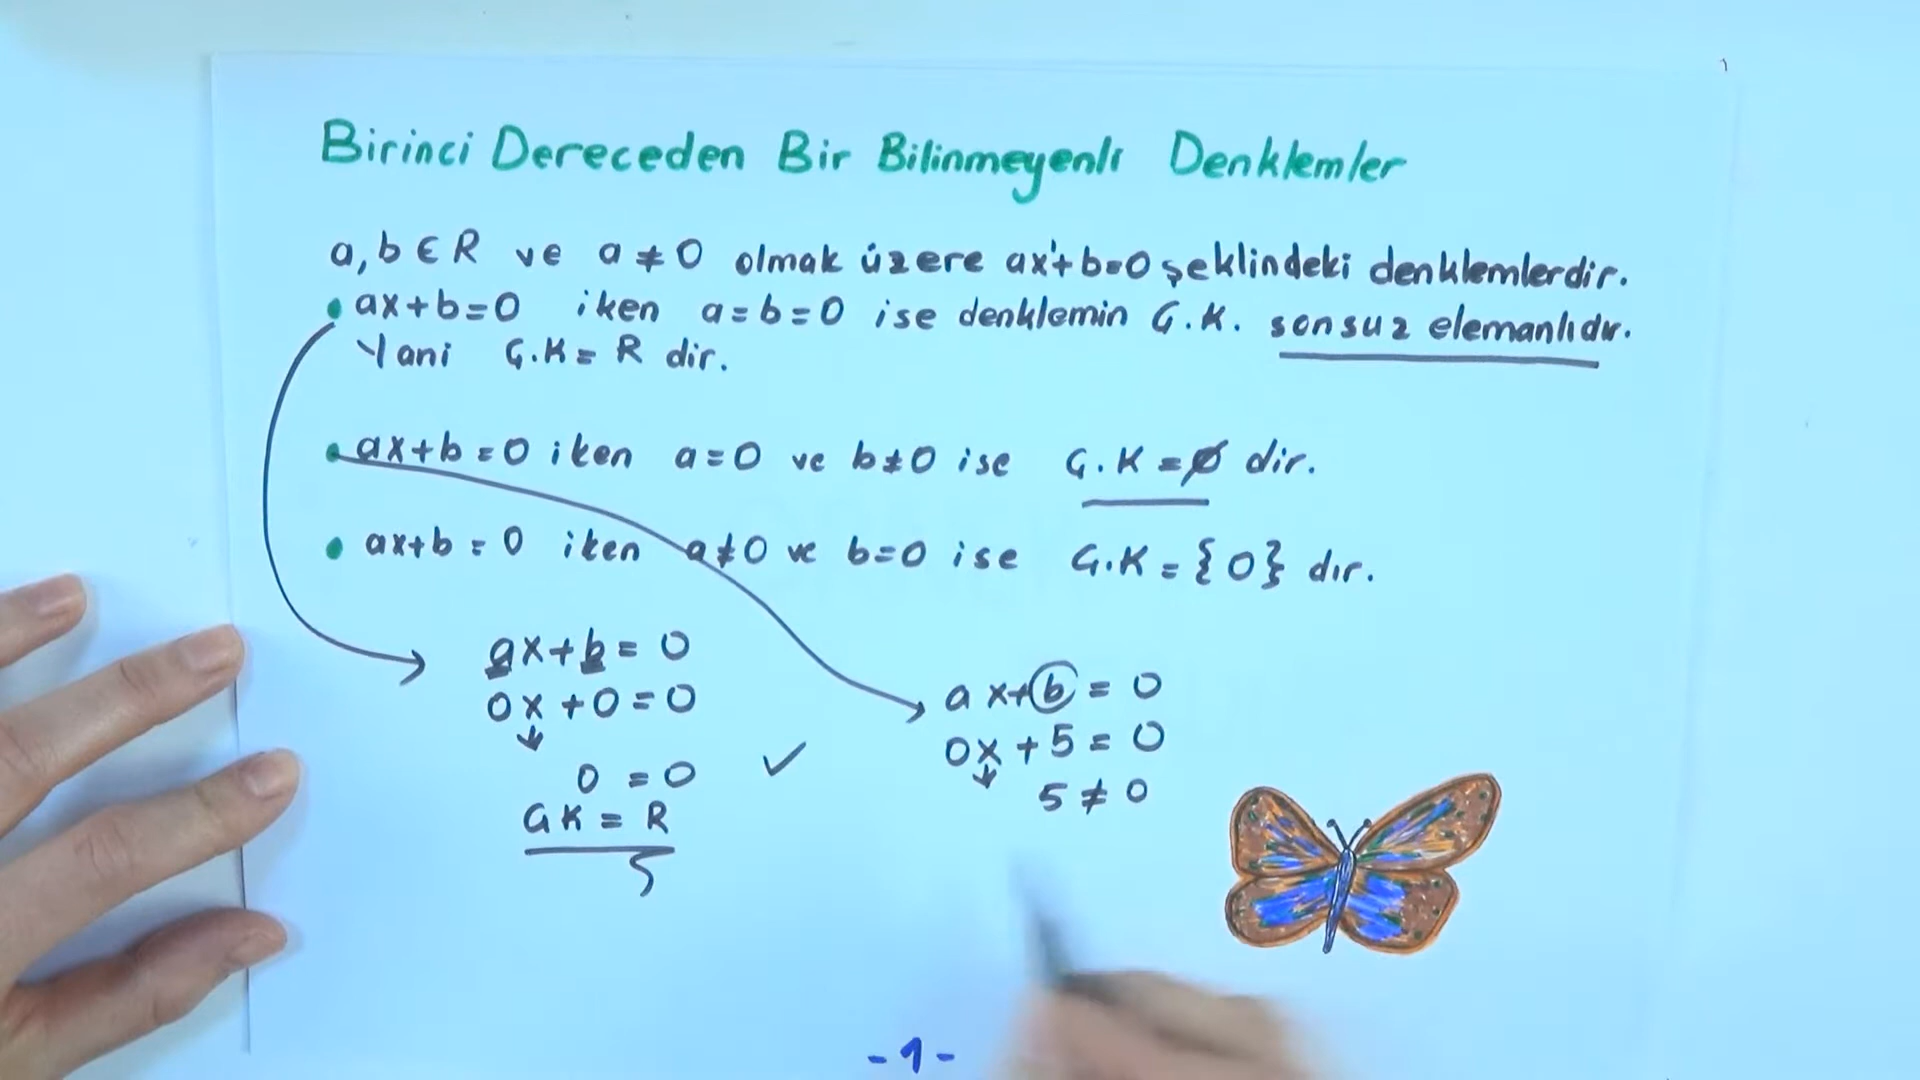 Birinci Dereceden Bir Bilinmeyenli Denklemler
a, b ∈ R ve a ≠ 0 olmak üzere ax¹+b=0 şeklindeki denklemlerdir.
• ax+b=0 iken a=b=0 ise denklemin Ç.K. sonsuz elemanlıdır.
Yani Ç.K= R dir.
• ax+b=0 iken a=0 ve b≠0 ise Ç.K=∅ dir.
• ax+b=0 iken a≠0 ve b=0 ise Ç.K={0} dır.
ax+b=0
0x+0=0
0=0 ✓
ÇK=R
ax+b=0
0x+5=0
5≠0
-1-